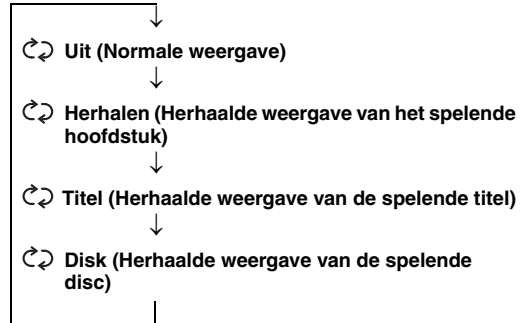 Uit (Normale weergave)
Herhalen (Herhaalde weergave van het spelende
hoofdstuk)
Titel (Herhaalde weergave van de spelende titel)
Disk (Herhaalde weergave van de spelende
disc)